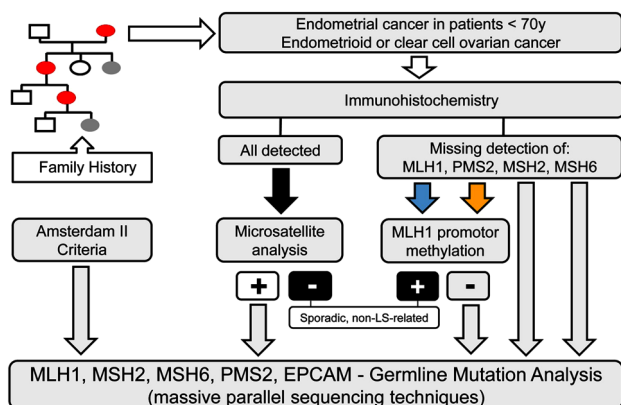 Endometrial cancer in patients < 70y
Endometrioid or clear cell ovarian cancer
Immunohistochemistry
All detected
Missing detection of:
MLH1, PMS2, MSH2, MSH6
Family History
Amsterdam II
Criteria
Microsatellite
analysis
MLH1 promotor
methylation
+ - + -
Sporadic, non-LS-related
MLH1, MSH2, MSH6, PMS2, EPCAM - Germline Mutation Analysis
(massive parallel sequencing techniques)